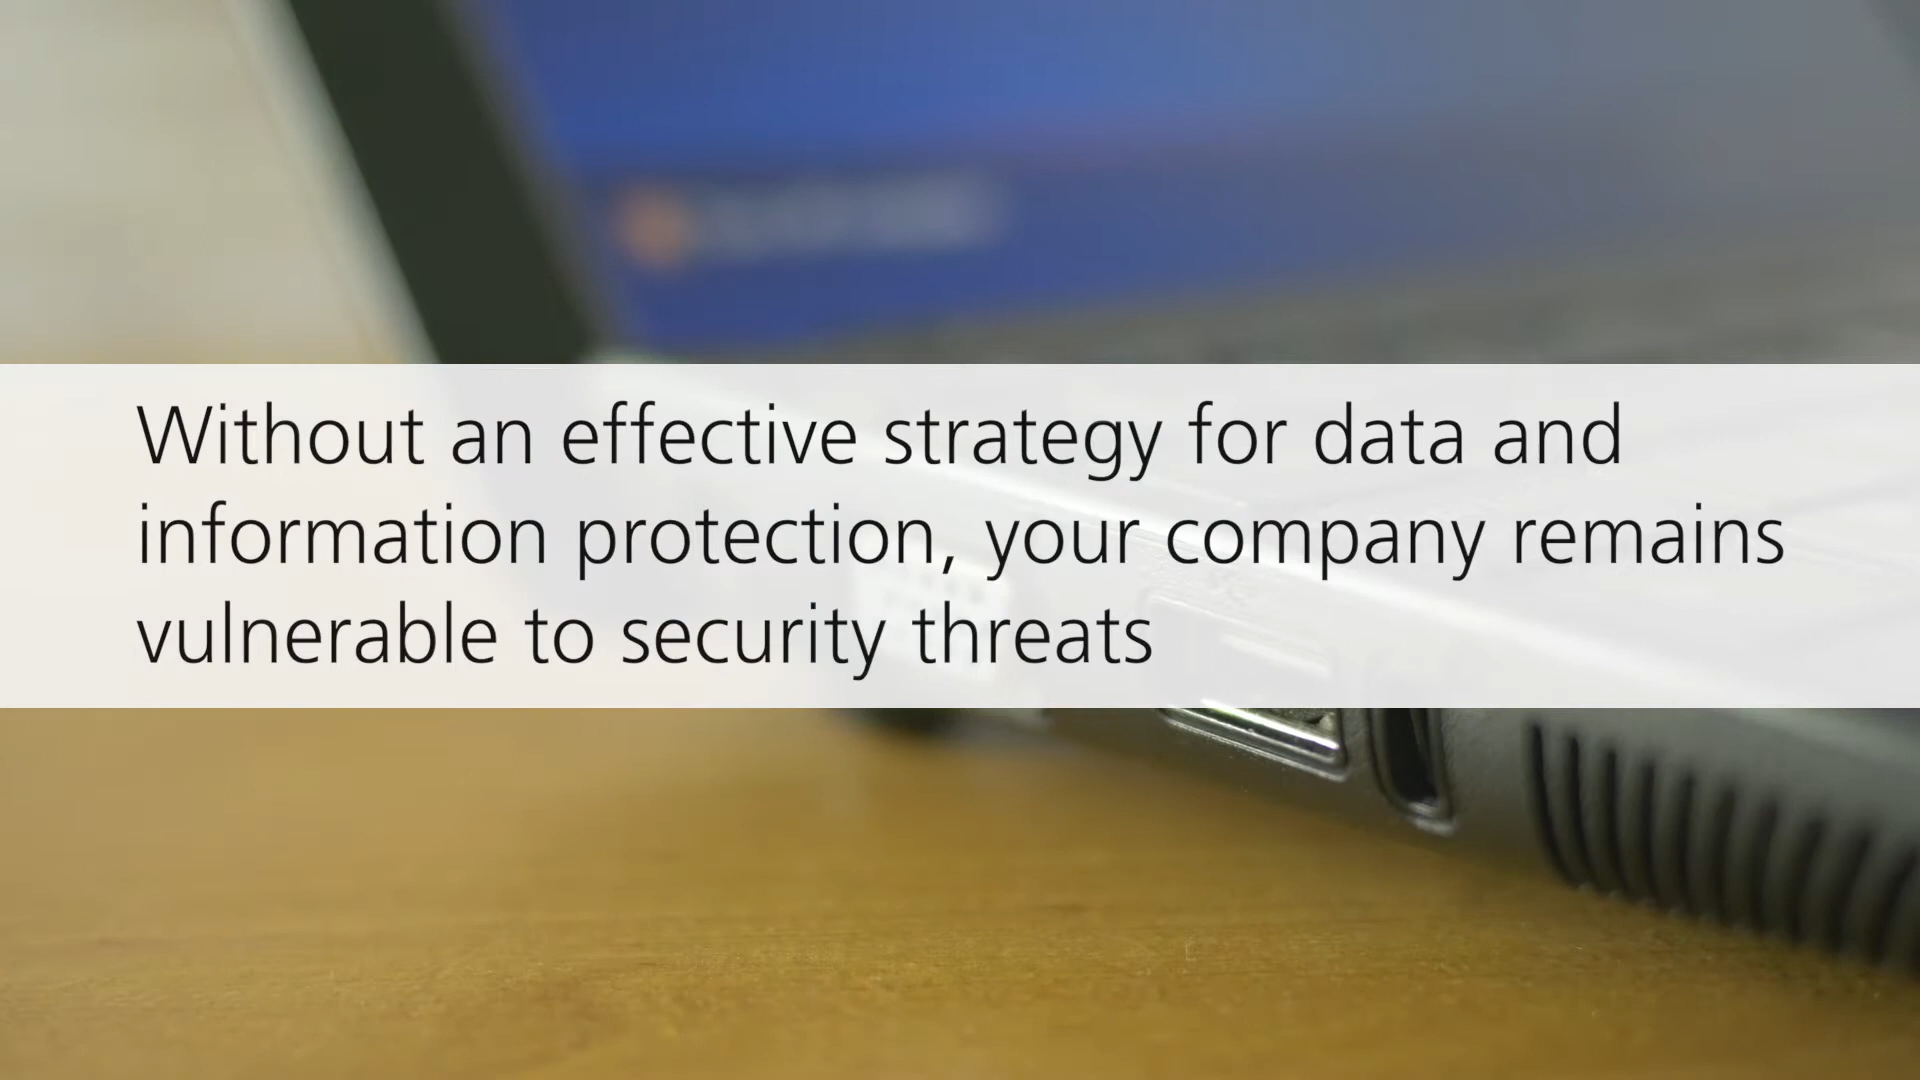 Without an effective strategy for data and
information protection, your company remains
vulnerable to security threats